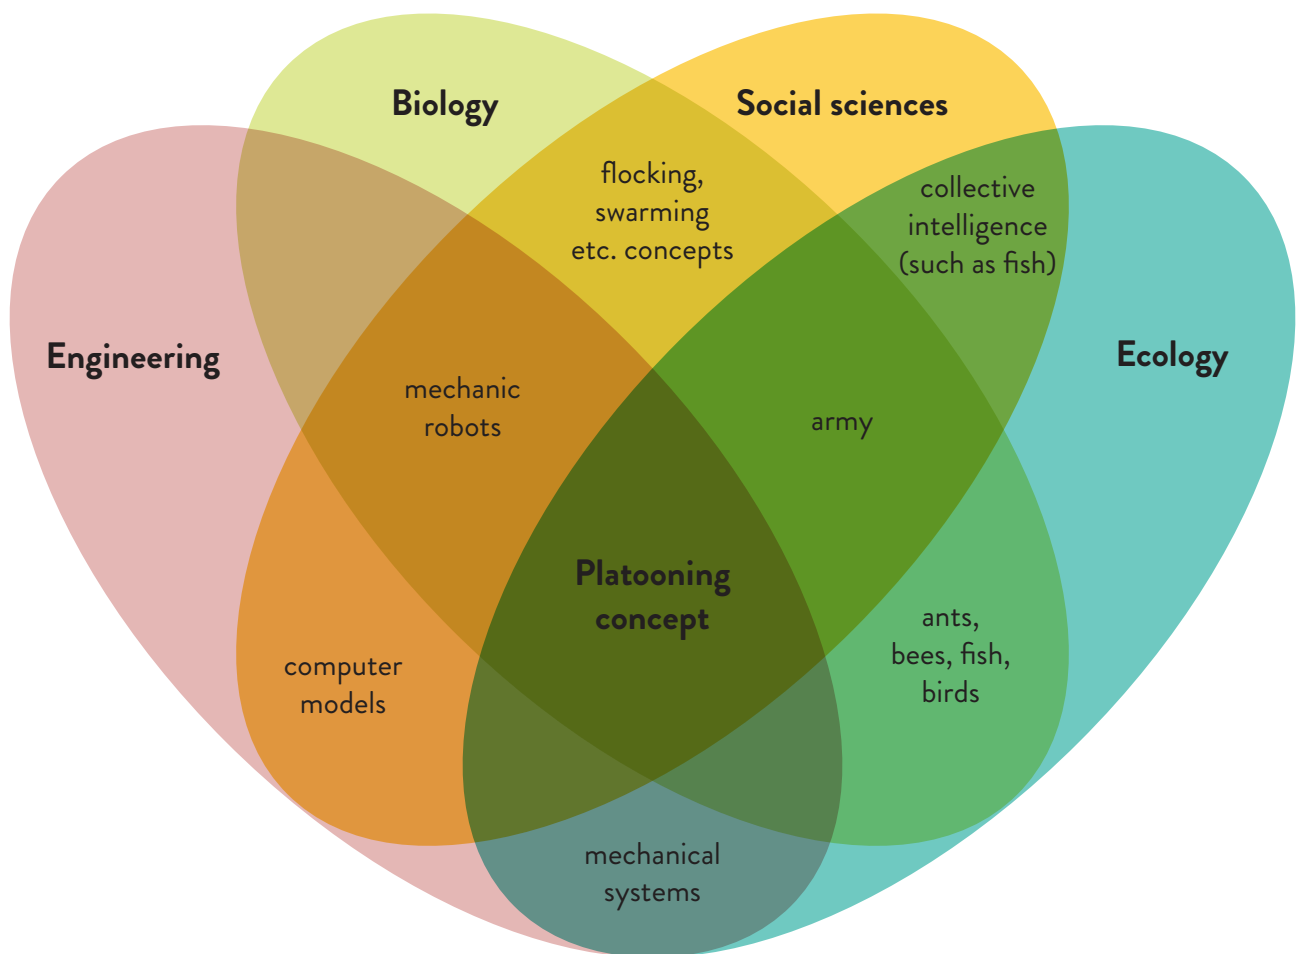 Biology
Social sciences
flocking,
swarming
etc. concepts
collective
intelligence
(such as fish)
Engineering
Ecology
mechanic
robots
army
Platooning
concept
ants,
bees, fish,
birds
computer
models
mechanical
systems